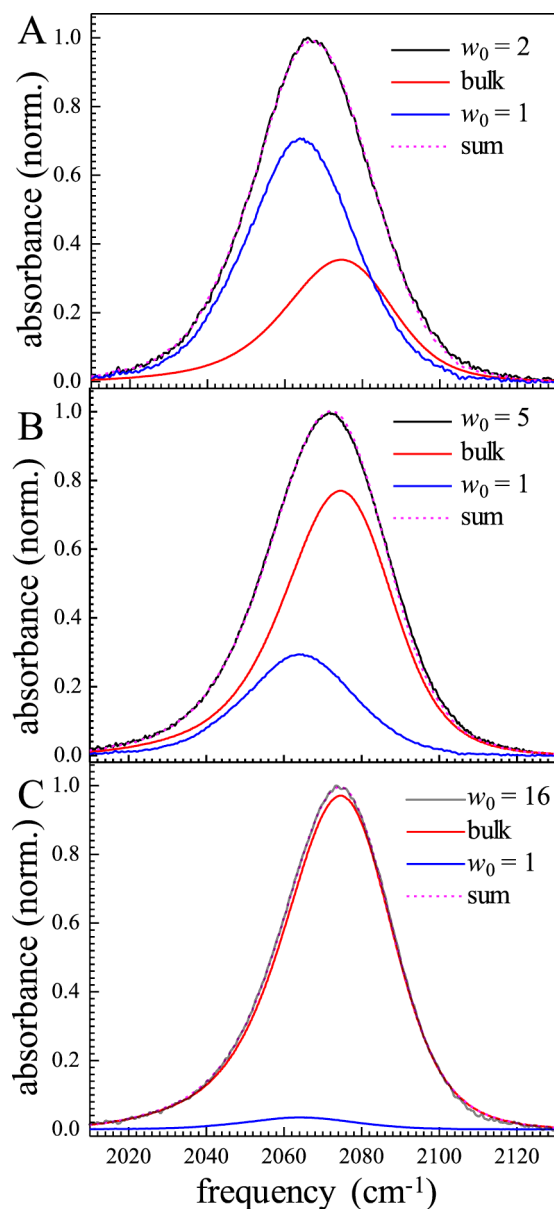 A
1.0
0.8
0.6
0.4
0.2
0.0
absorbance (norm.)
w₀ = 2
bulk
w₀ = 1
sum
B
1.0
0.8
0.6
0.4
0.2
0.0
absorbance (norm.)
w₀ = 5
bulk
w₀ = 1
sum
C
1.0
0.8
0.6
0.4
0.2
0.0
absorbance (norm.)
w₀ = 16
bulk
w₀ = 1
sum
2020 2040 2060 2080 2100 2120
frequency (cm⁻¹)